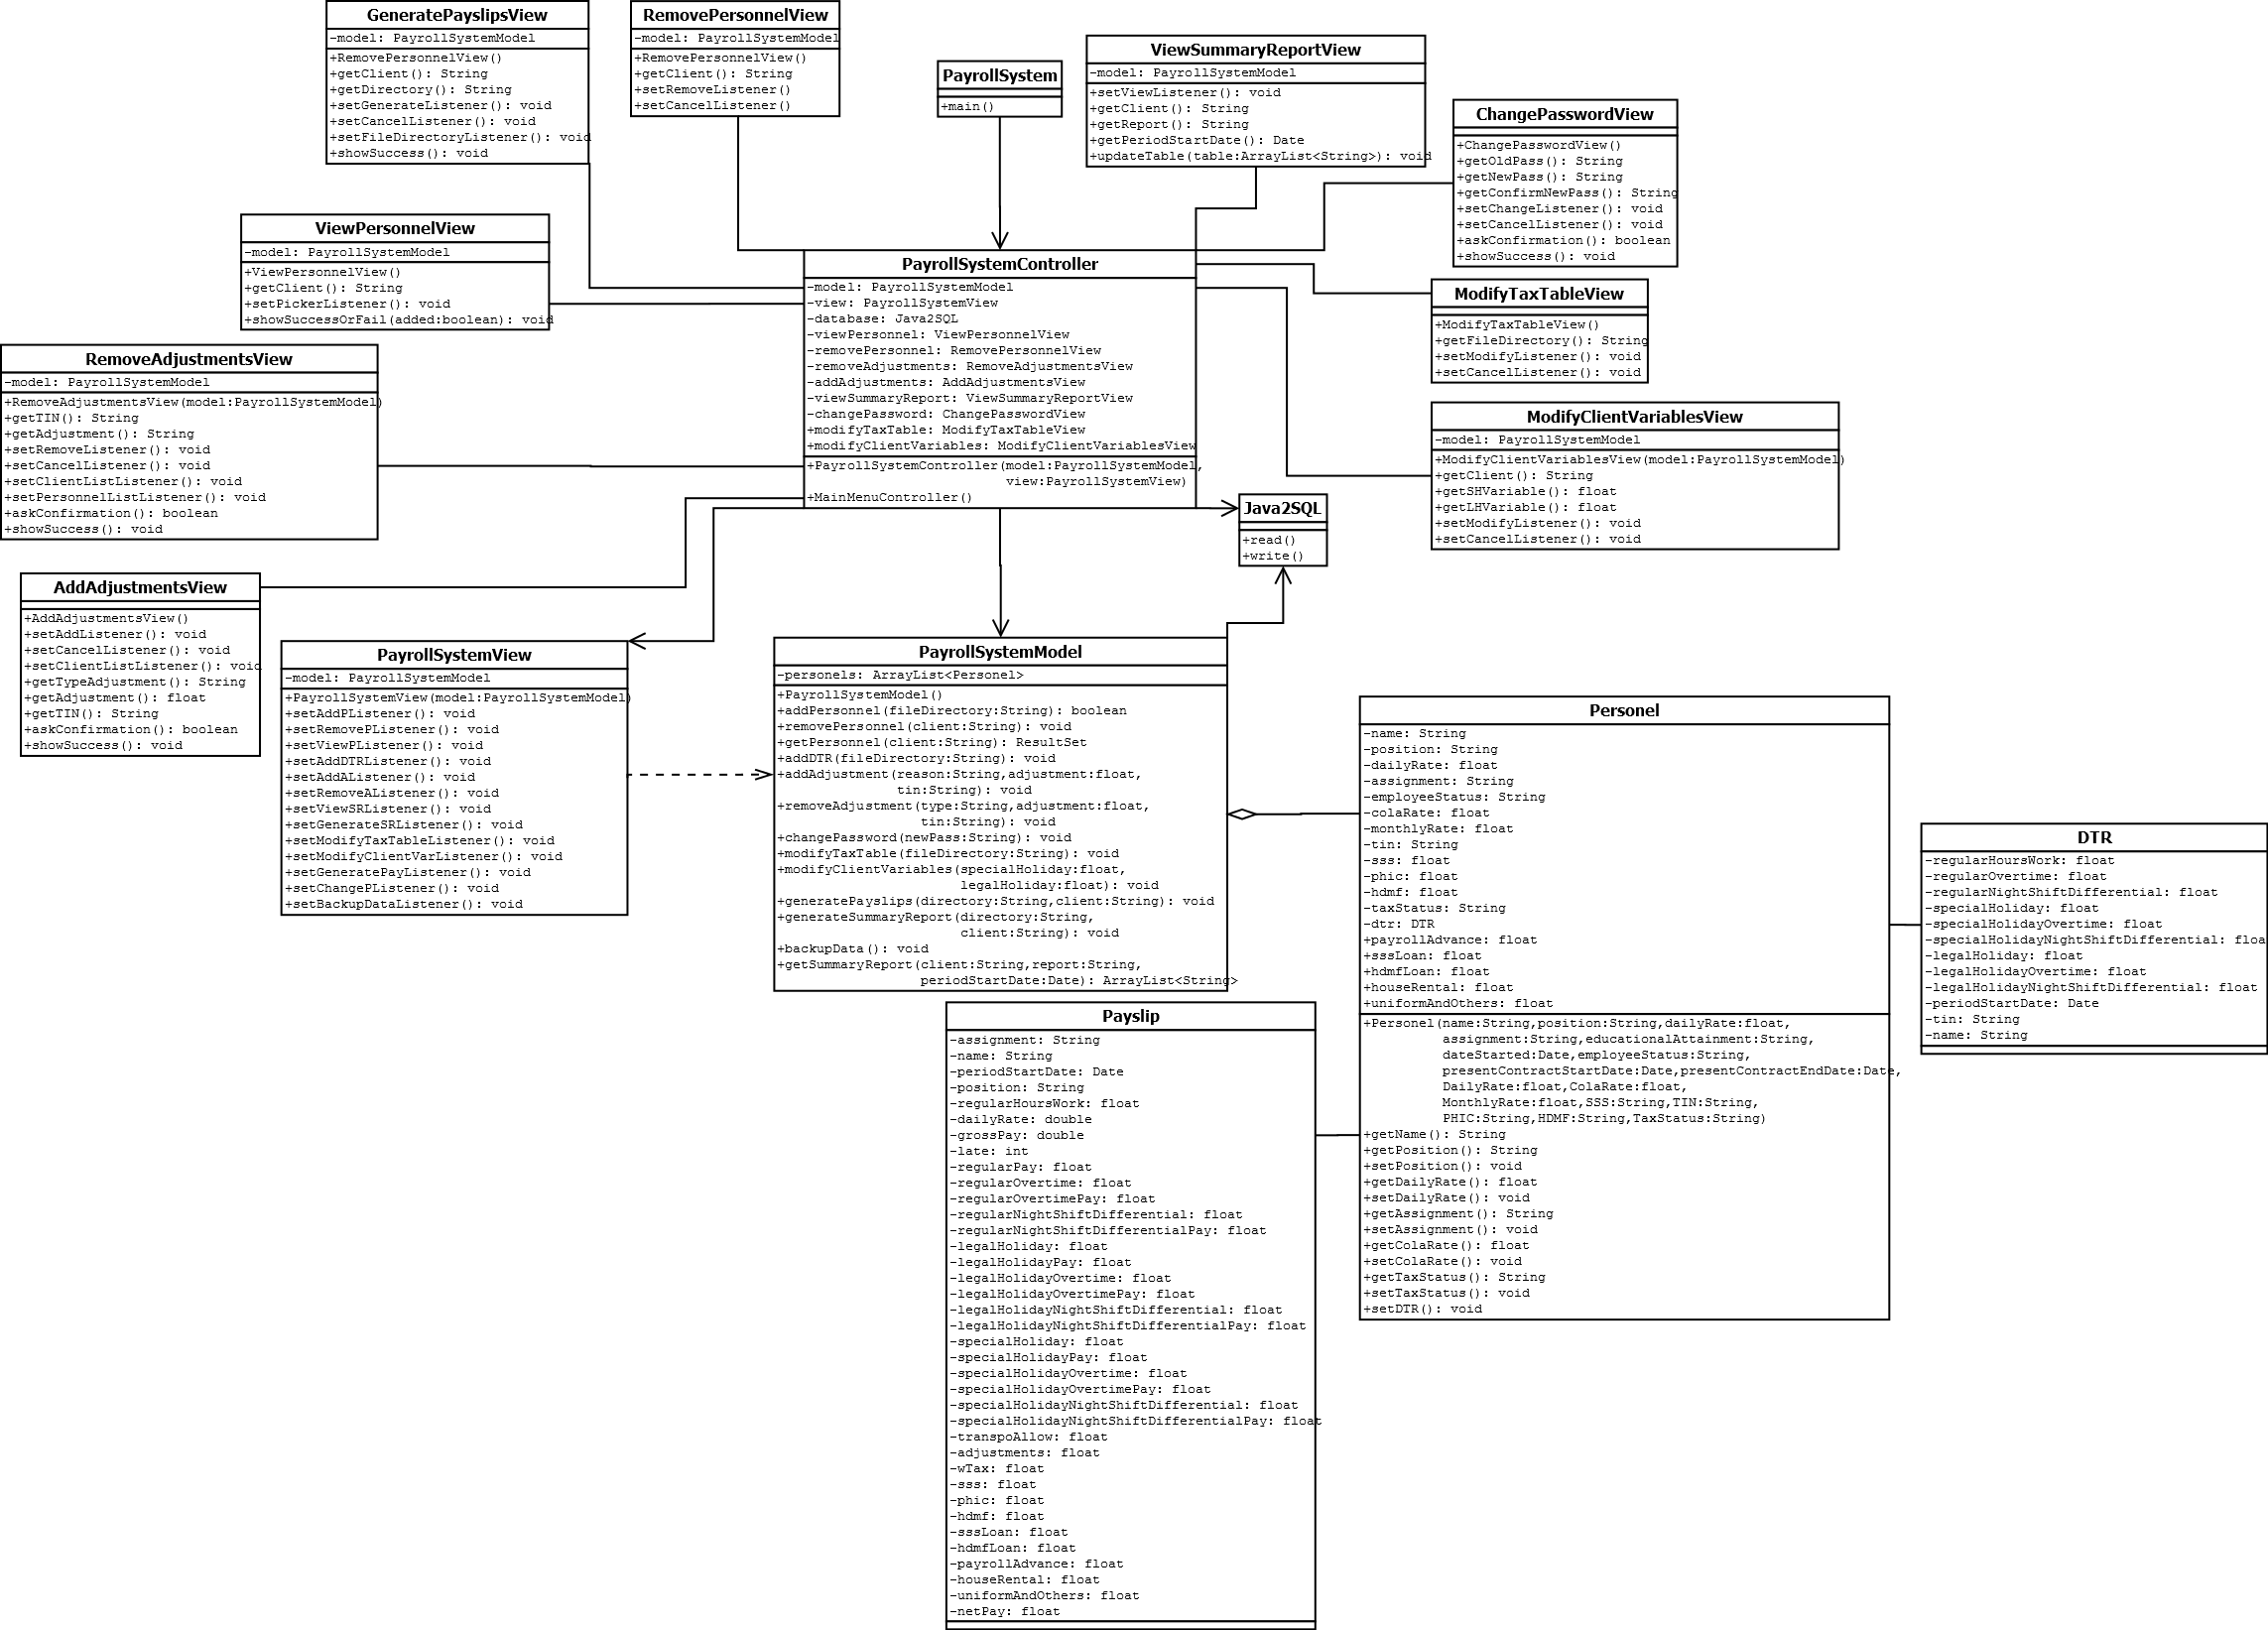 GeneratePayslipsView
-model: PayrollSystemModel
+RemovePersonnelView()
+getClient(): String
+getDirectory(): String
+setGenerateListener(): void
+setCancelListener(): void
+setFileDirectoryListener(): void
+showSuccess(): void
RemovePersonnelView
-model: PayrollSystemModel
+RemovePersonnelView()
+getClient(): String
+setRemoveListener()
+setCancelListener()
PayrollSystem
+main()
ViewSummaryReportView
-model: PayrollSystemModel
+setViewListener(): void
+getClient(): String
+getReport(): String
+getPeriodStartDate(): Date
+updateTable(table:ArrayList<String>): void
ChangePasswordView
+ChangePasswordView()
+getOldPass(): String
+getNewPass(): String
+getConfirmNewPass(): String
+setChangeListener(): void
+setCancelListener(): void
+askConfirmation(): boolean
+showSuccess(): void
ViewPersonnelView
-model: PayrollSystemModel
+ViewPersonnelView()
+getClient(): String
+setPickerListener(): void
+showSuccessOrFail(added:boolean): void
PayrollSystemController
-model: PayrollSystemModel
-view: PayrollSystemView
-database: Java2SQL
-viewPersonnel: ViewPersonnelView
-removePersonnel: RemovePersonnelView
-removeAdjustments: RemoveAdjustmentsView
-addAdjustments: AddAdjustmentsView
-viewSummaryReport: ViewSummaryReportView
-changePassword: ChangePasswordView
+modifyTaxTable: ModifyTaxTableView
+modifyClientVariables: ModifyClientVariablesView
+PayrollSystemController(model:PayrollSystemModel,
view:PayrollSystemView)
+MainMenuController()
ModifyTaxTableView
+ModifyTaxTableView()
+getFileDirectory(): String
+setModifyListener(): void
+setCancelListener(): void
RemoveAdjustmentsView
-model: PayrollSystemModel
+RemoveAdjustmentsView(model:PayrollSystemModel)
+getTIN(): String
+getAdjustment(): String
+setRemoveListener(): void
+setCancelListener(): void
+setClientListListener(): void
+setPersonnelListListener(): void
+askConfirmation(): boolean
+showSuccess(): void
ModifyClientVariablesView
-model: PayrollSystemModel
+ModifyClientVariablesView(model:PayrollSystemModel)
+getClient(): String
+getSHVariable(): float
+getLHVariable(): float
+setModifyListener(): void
+setCancelListener(): void
Java2SQL
+read()
+write()
AddAdjustmentsView
+AddAdjustmentsView()
+setAddListener(): void
+setCancelListener(): void
+setClientListListener(): void
+getTypeAdjustment(): String
+getAdjustment(): float
+getTIN(): String
+askConfirmation(): boolean
+showSuccess(): void
PayrollSystemView
-model: PayrollSystemModel
+PayrollSystemView(model:PayrollSystemModel)
+setAddPListener(): void
+setRemovePListener(): void
+setViewPListener(): void
+setAddDTRListener(): void
+setAddAListener(): void
+setRemoveAListener(): void
+setViewSRListener(): void
+setGenerateSRListener(): void
+setModifyTaxTableListener(): void
+setModifyClientVarListener(): void
+setGeneratePayListener(): void
+setChangePListener(): void
+setBackupDataListener(): void
PayrollSystemModel
-personels: ArrayList<Personel>
+PayrollSystemModel()
+addPersonnel(fileDirectory:String): boolean
+removePersonnel(client:String): void
+getPersonnel(client:String): ResultSet
+addDTR(fileDirectory:String): void
+addAdjustment(reason:String,adjustment:float,
tin:String): void
+removeAdjustment(type:String,adjustment:float,
tin:String): void
+changePassword(newPass:String): void
+modifyTaxTable(fileDirectory:String): void
+modifyClientVariables(specialHoliday:float,
legalHoliday:float): void
+generatePayslips(directory:String,client:String): void
+generateSummaryReport(directory:String,
client:String): void
+backupData(): void
+getSummaryReport(client:String,report:String,
periodStartDate:Date): ArrayList<String>
Personel
-name: String
-position: String
-dailyRate: float
-assignment: String
-employeeStatus: String
-colaRate: float
-monthlyRate: float
-tin: String
-sss: float
-phic: float
-hdmf: float
-taxStatus: String
-dtr: DTR
+payrollAdvance: float
+sssLoan: float
+hdmfLoan: float
+houseRental: float
+uniformAndOthers: float
+Personel(name:String,position:String,dailyRate:float,
assignment:String,educationalAttainment:String,
dateStarted:Date,employeeStatus:String,
presentContractStartDate:Date,presentContractEndDate:Date,
DailyRate:float,ColaRate:float,
MonthlyRate:float,SSS:String,TIN:String,
PHIC:String,HDMF:String,TaxStatus:String)
+getName(): String
+getPosition(): String
+setPosition(): void
+getDailyRate(): float
+setDailyRate(): void
+getAssignment(): String
+setAssignment(): void
+getColaRate(): float
+setColaRate(): void
+getTaxStatus(): String
+setTaxStatus(): void
+setDTR(): void
DTR
-regularHoursWork: float
-regularOvertime: float
-regularNightShiftDifferential: float
-specialHoliday: float
-specialHolidayOvertime: float
-specialHolidayNightShiftDifferential: floa
-legalHoliday: float
-legalHolidayOvertime: float
-legalHolidayNightShiftDifferential: float
-periodStartDate: Date
-tin: String
-name: String
Payslip
-assignment: String
-name: String
-periodStartDate: Date
-position: String
-regularHoursWork: float
-dailyRate: double
-grossPay: double
-late: int
-regularPay: float
-regularOvertime: float
-regularOvertimePay: float
-regularNightShiftDifferential: float
-regularNightShiftDifferentialPay: float
-legalHoliday: float
-legalHolidayPay: float
-legalHolidayOvertime: float
-legalHolidayOvertimePay: float
-legalHolidayNightShiftDifferential: float
-legalHolidayNightShiftDifferentialPay: float
-specialHoliday: float
-specialHolidayPay: float
-specialHolidayOvertime: float
-specialHolidayOvertimePay: float
-specialHolidayNightShiftDifferential: float
-specialHolidayNightShiftDifferentialPay: float
-transpoAllow: float
-adjustments: float
-wTax: float
-sss: float
-phic: float
-hdmf: float
-sssLoan: float
-hdmfLoan: float
-payrollAdvance: float
-houseRental: float
-uniformAndOthers: float
-netPay: float